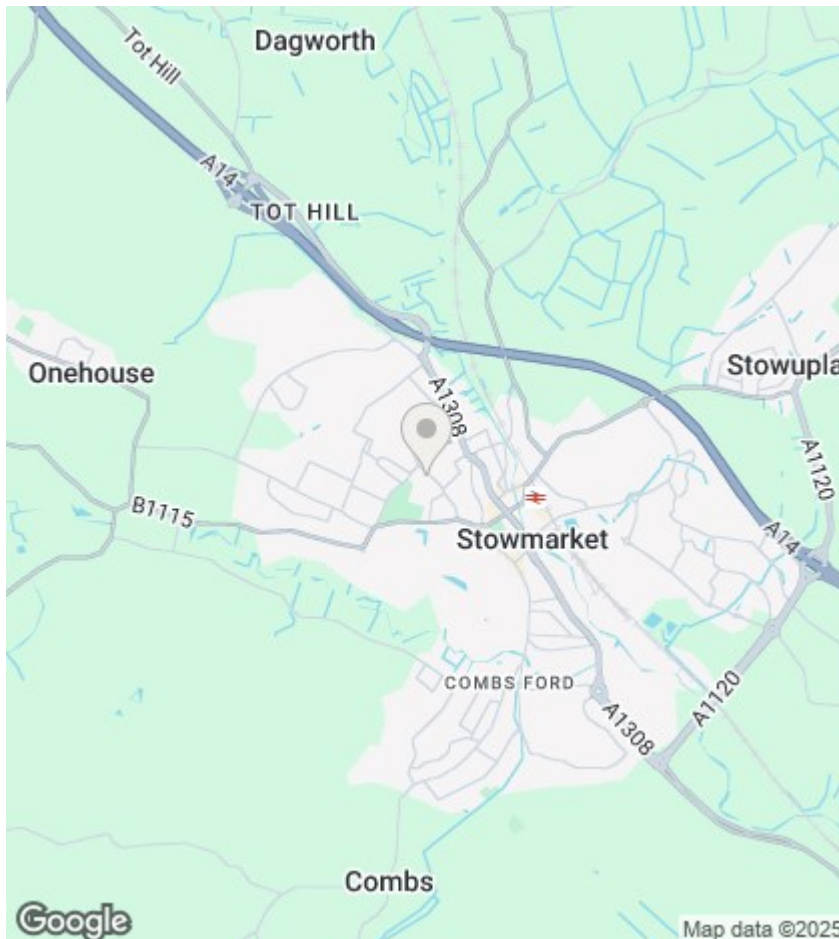 Dagworth
Tot Hill
A14
TOT HILL
Onehouse
Stowupla
A1308
A1120
B1115
Stowmarket
A14
COMBS FORD
A1120
A1308
Combs
Google
Map data ©2025